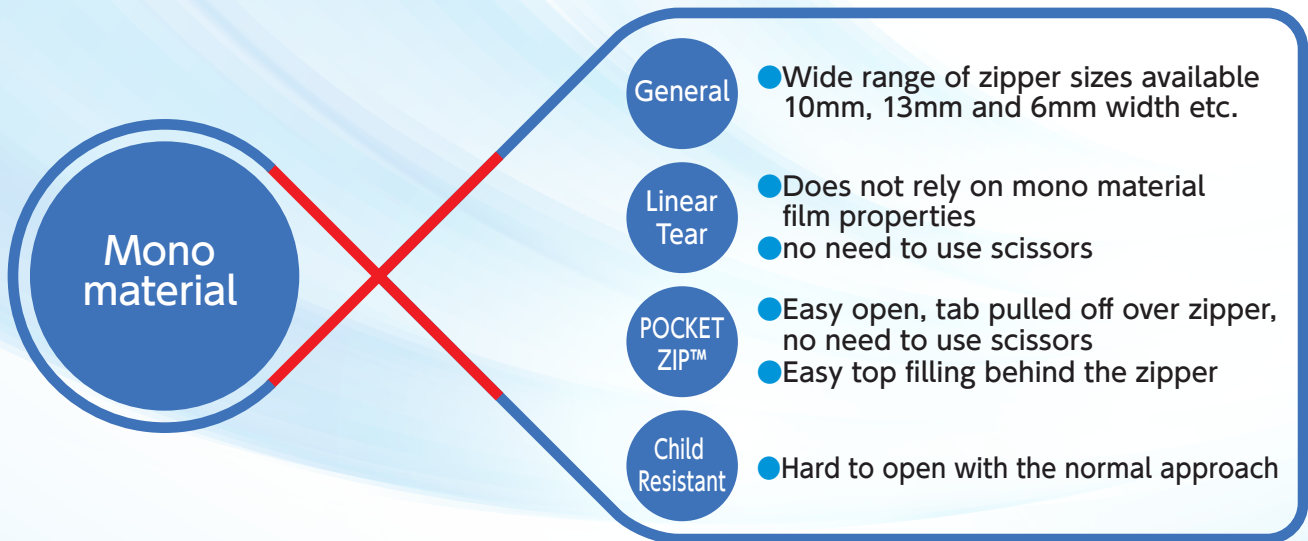 Mono
material
General
●Wide range of zipper sizes available
10mm, 13mm and 6mm width etc.
Linear
Tear
●Does not rely on mono material
film properties
●no need to use scissors
POCKET
ZIP™
●Easy open, tab pulled off over zipper,
no need to use scissors
●Easy top filling behind the zipper
Child
Resistant
●Hard to open with the normal approach